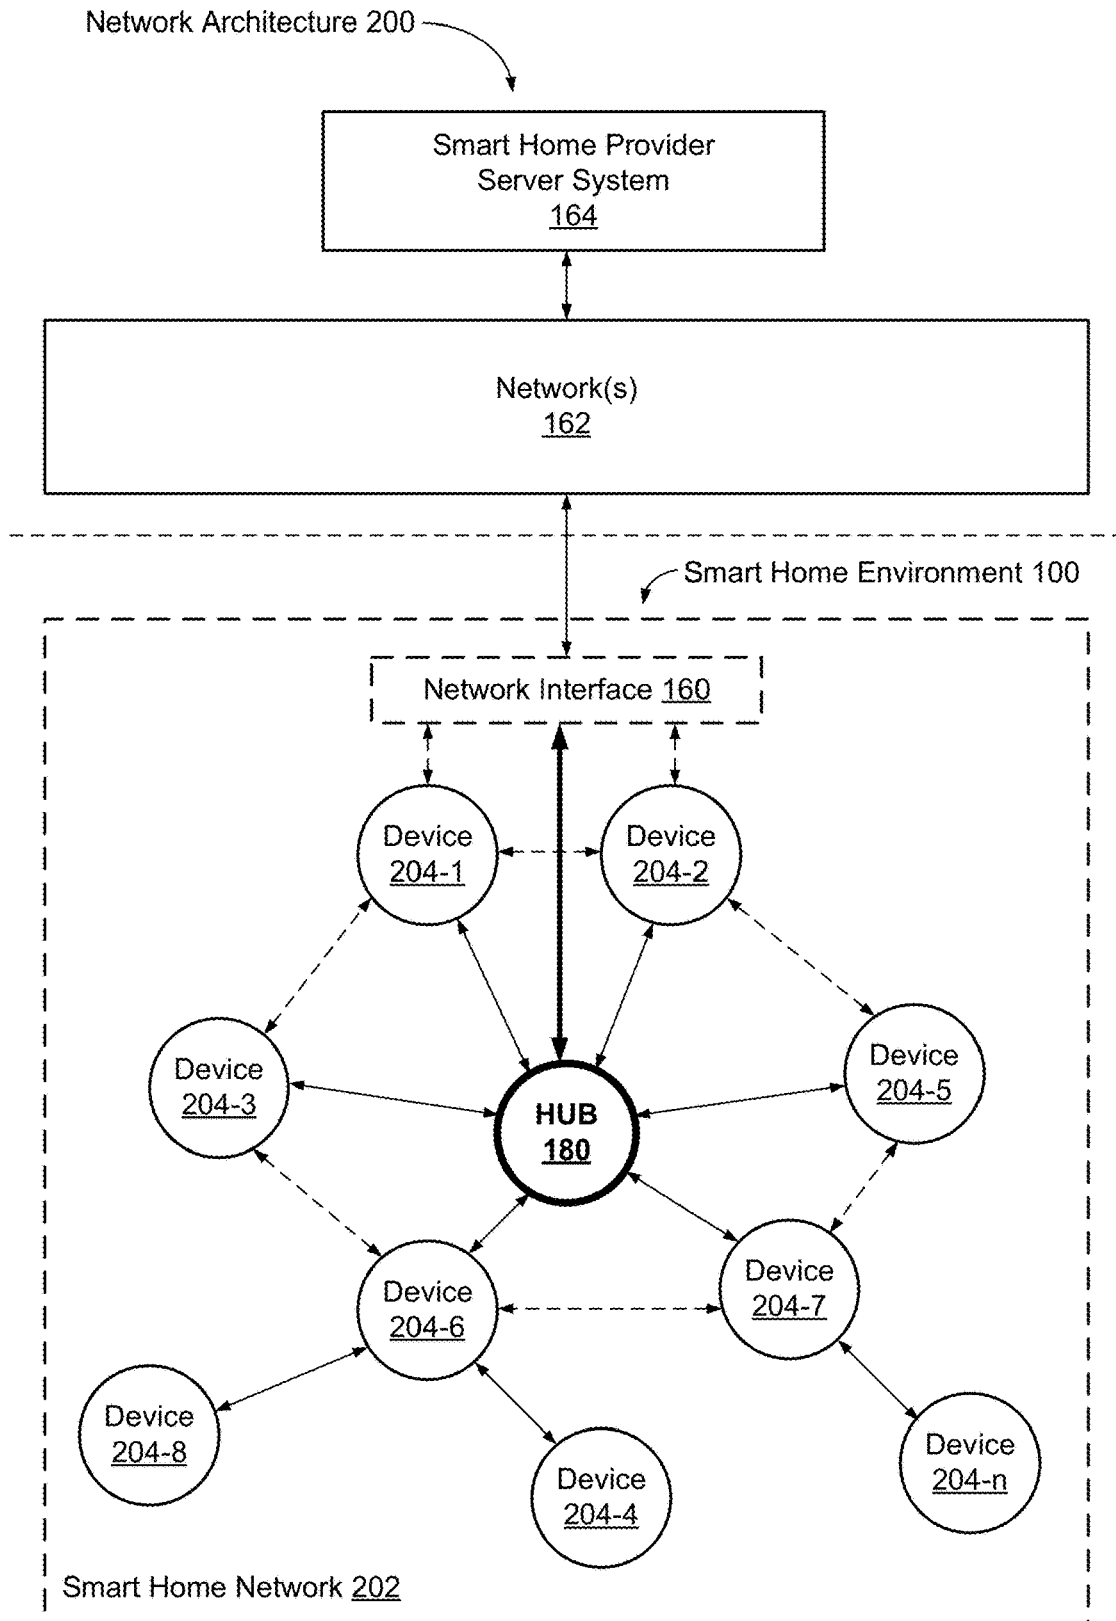 Network Architecture 200
Smart Home Provider
Server System
164
Network(s)
162
Smart Home Environment 100
Network Interface 160
Device
204-1
Device
204-2
Device
204-3
Device
204-5
HUB
180
Device
204-6
Device
204-7
Device
204-8
Device
204-4
Device
204-n
Smart Home Network 202